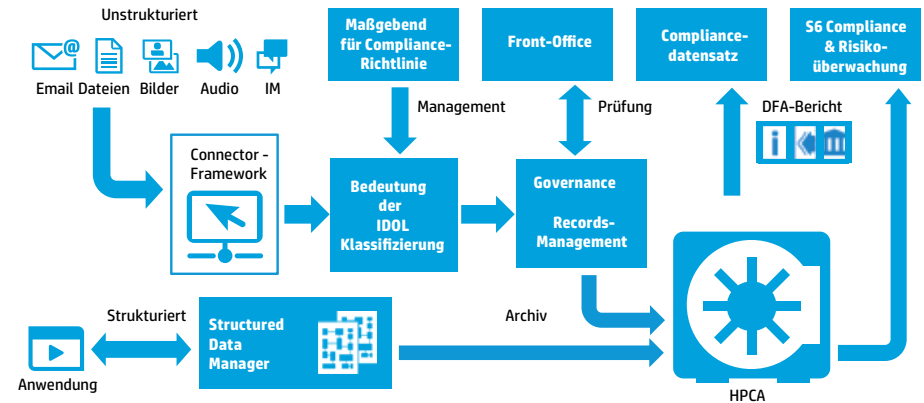 Unstrukturiert
Email Dateien Bilder Audio IM
Maßgebend
für Compliance-
Richtlinie
Front-Office
Compliance-
datensatz
S6 Compliance
& Risiko-
überwachung
Management
Prüfung
DFA-Bericht
Connector -
Framework
Bedeutung
der
IDOL
Klassifizierung
Governance
Records-
Management
Strukturiert
Anwendung
Structured
Data
Manager
Archiv
HPCA